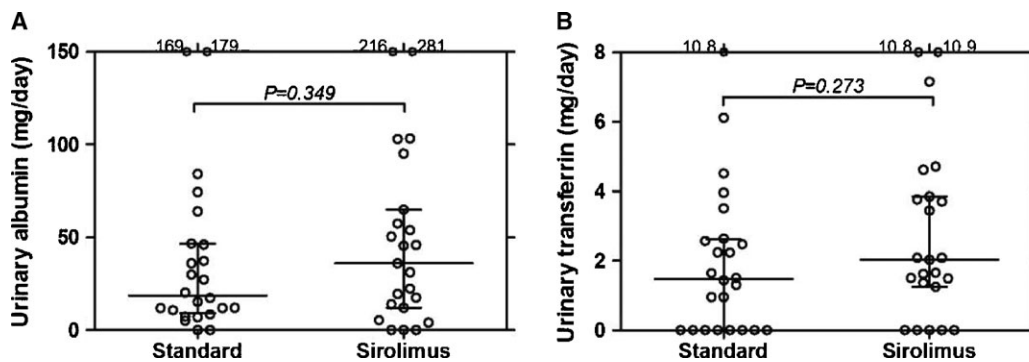 A
B
169 179
216 281
10.8
10.8 10.9
Urinary albumin (mg/day)
150
100
50
0
P=0.349
Standard
Sirolimus
Urinary transferrin (mg/day)
8
6
4
2
0
P=0.273
Standard
Sirolimus